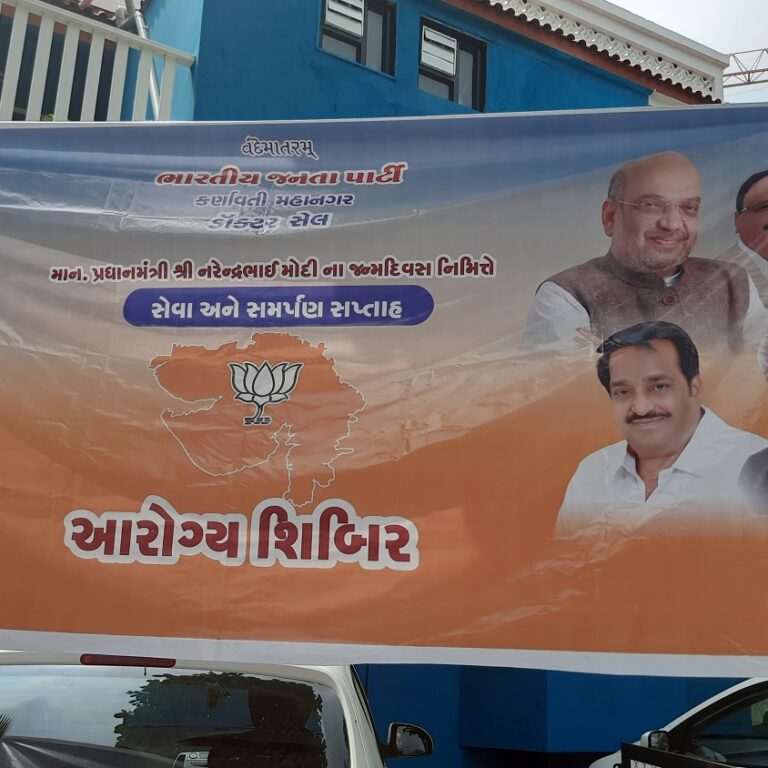 વંદેમાતરમ્
ભારતીય જનતા પાર્ટી
કર્ણાવતી મહાનગર
ડૉક્ટર સેલ
માન. પ્રધાનમંત્રી શ્રી નરેન્દ્રભાઈ મોદી ના જન્મદિવસ નિમિત્તે
સેવા અને સમર્પણ સપ્તાહ
આરોગ્ય શિબિર